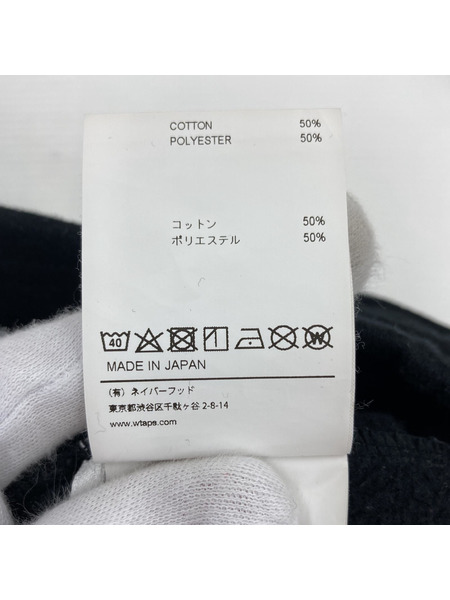 COTTON 50%
POLYESTER 50%
コットン 50%
ポリエステル 50%
40
W
MADE IN JAPAN
(有) ネイバーフッド
東京都渋谷区千駄ヶ谷 2-8-14
www.wtaps.com